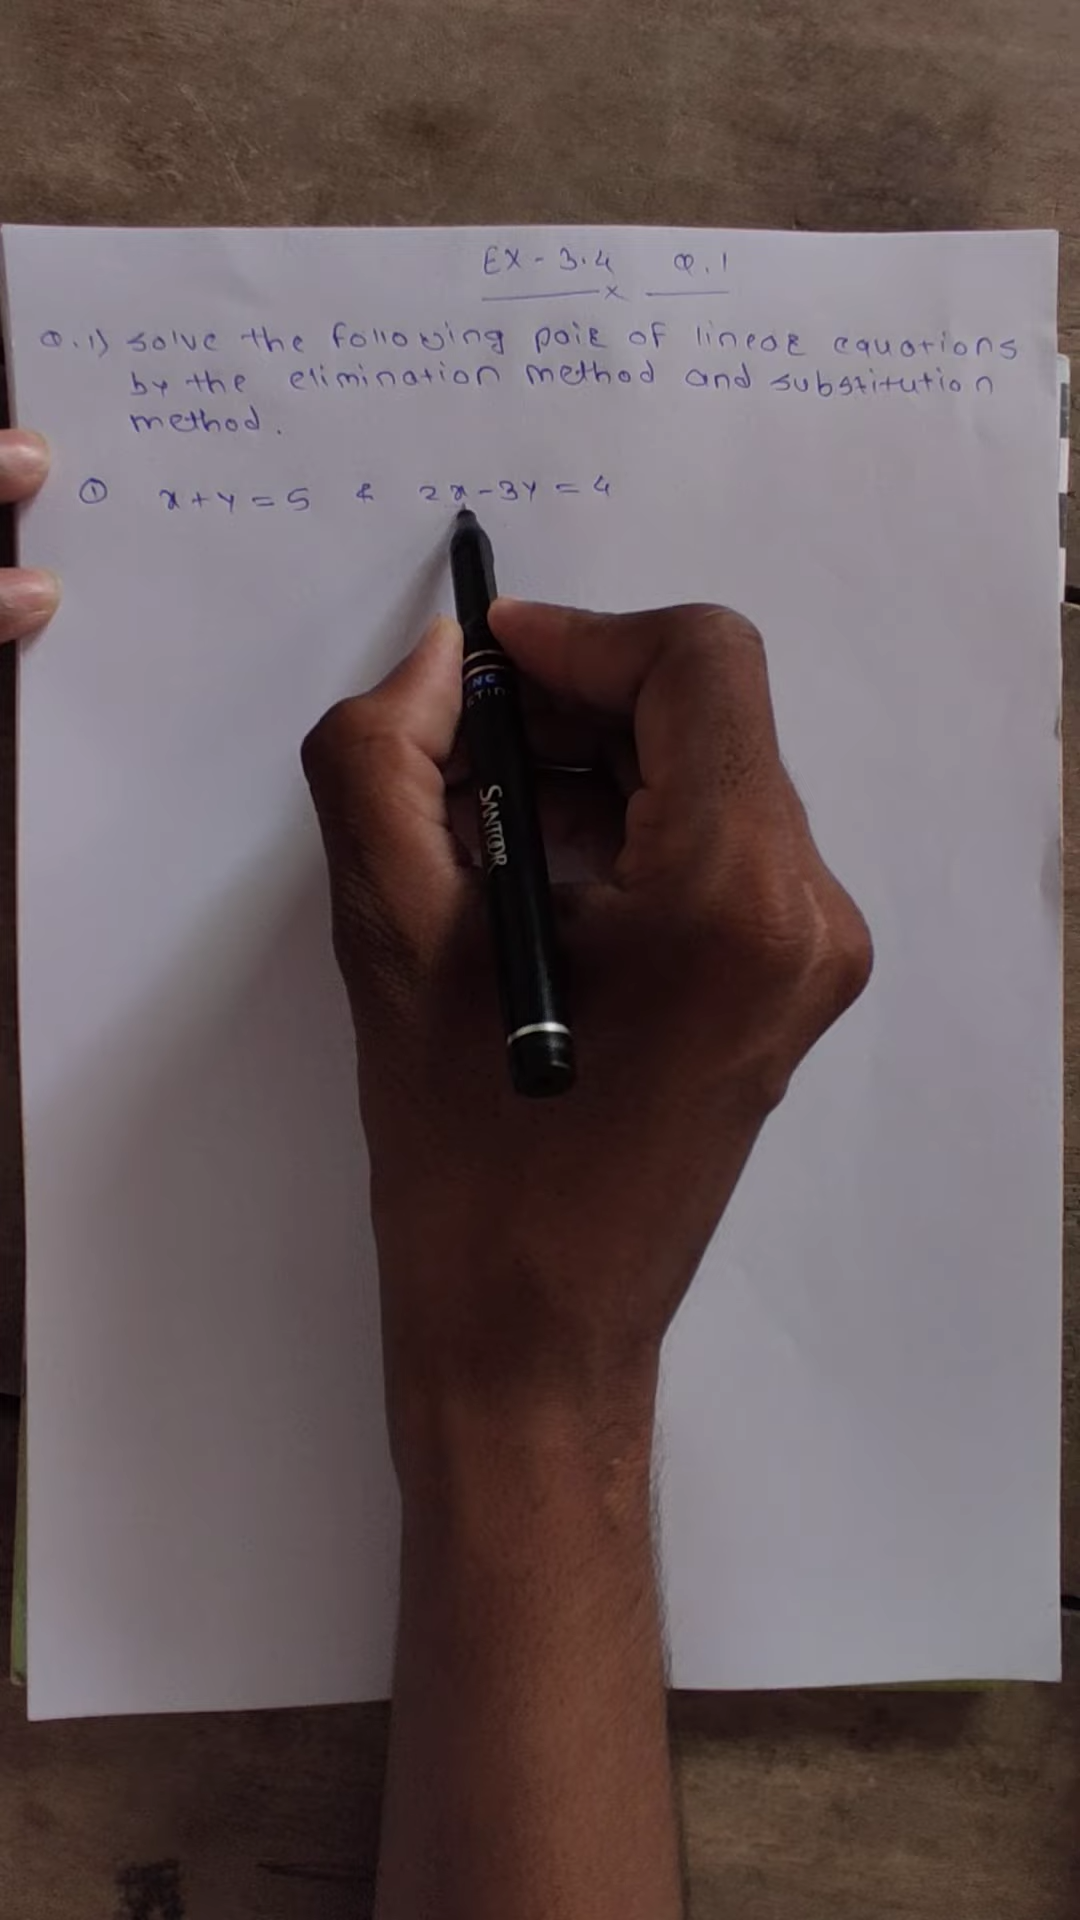 EX - 3.4 Q.1
x
Q.1) solve the following pair of linear equations
by the elimination method and substitution
method.
① x + y = 5 & 2x - 3y = 4
SANTOOR